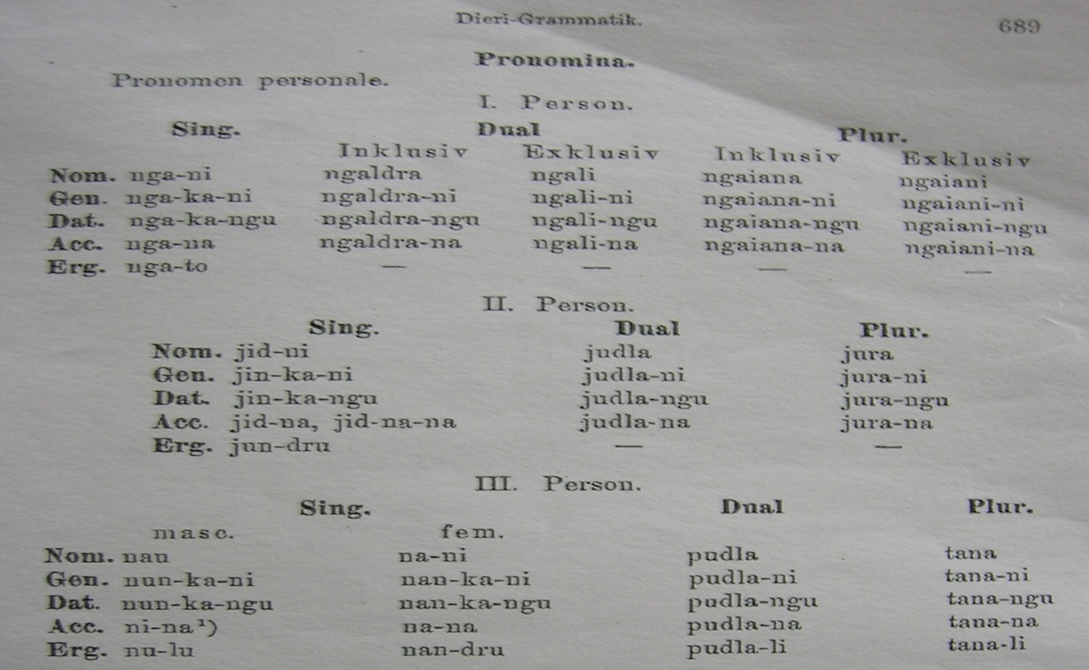 Dieri-Grammatik. 689
Pronomina.
Pronomen personale.
I. Person.
Sing. Dual Plur.
Inklusiv Exklusiv Inklusiv Exklusiv
Nom. nga-ni ngaldra ngali ngaiana ngaiani
Gen. nga-ka-ni ngaldra-ni ngali-ni ngaiana-ni ngaiani-ni
Dat. nga-ka-ngu ngaldra-ngu ngali-ngu ngaiana-ngu ngaiani-ngu
Acc. nga-na ngaldra-na ngali-na ngaiana-na ngaiani-na
Erg. nga-to — — — —
II. Person.
Sing. Dual Plur.
Nom. jid-ni judla jura
Gen. jin-ka-ni judla-ni jura-ni
Dat. jin-ka-ngu judla-ngu jura-ngu
Acc. jid-na, jid-na-na judla-na jura-na
Erg. jun-dru — —
III. Person.
Sing. Dual Plur.
masc. fem.
Nom. nau na-ni pudla tana
Gen. nun-ka-ni nan-ka-ni pudla-ni tana-ni
Dat. nun-ka-ngu nan-ka-ngu pudla-ngu tana-ngu
Acc. ni-na¹) na-na pudla-na tana-na
Erg. nu-lu nan-dru pudla-li tana-li